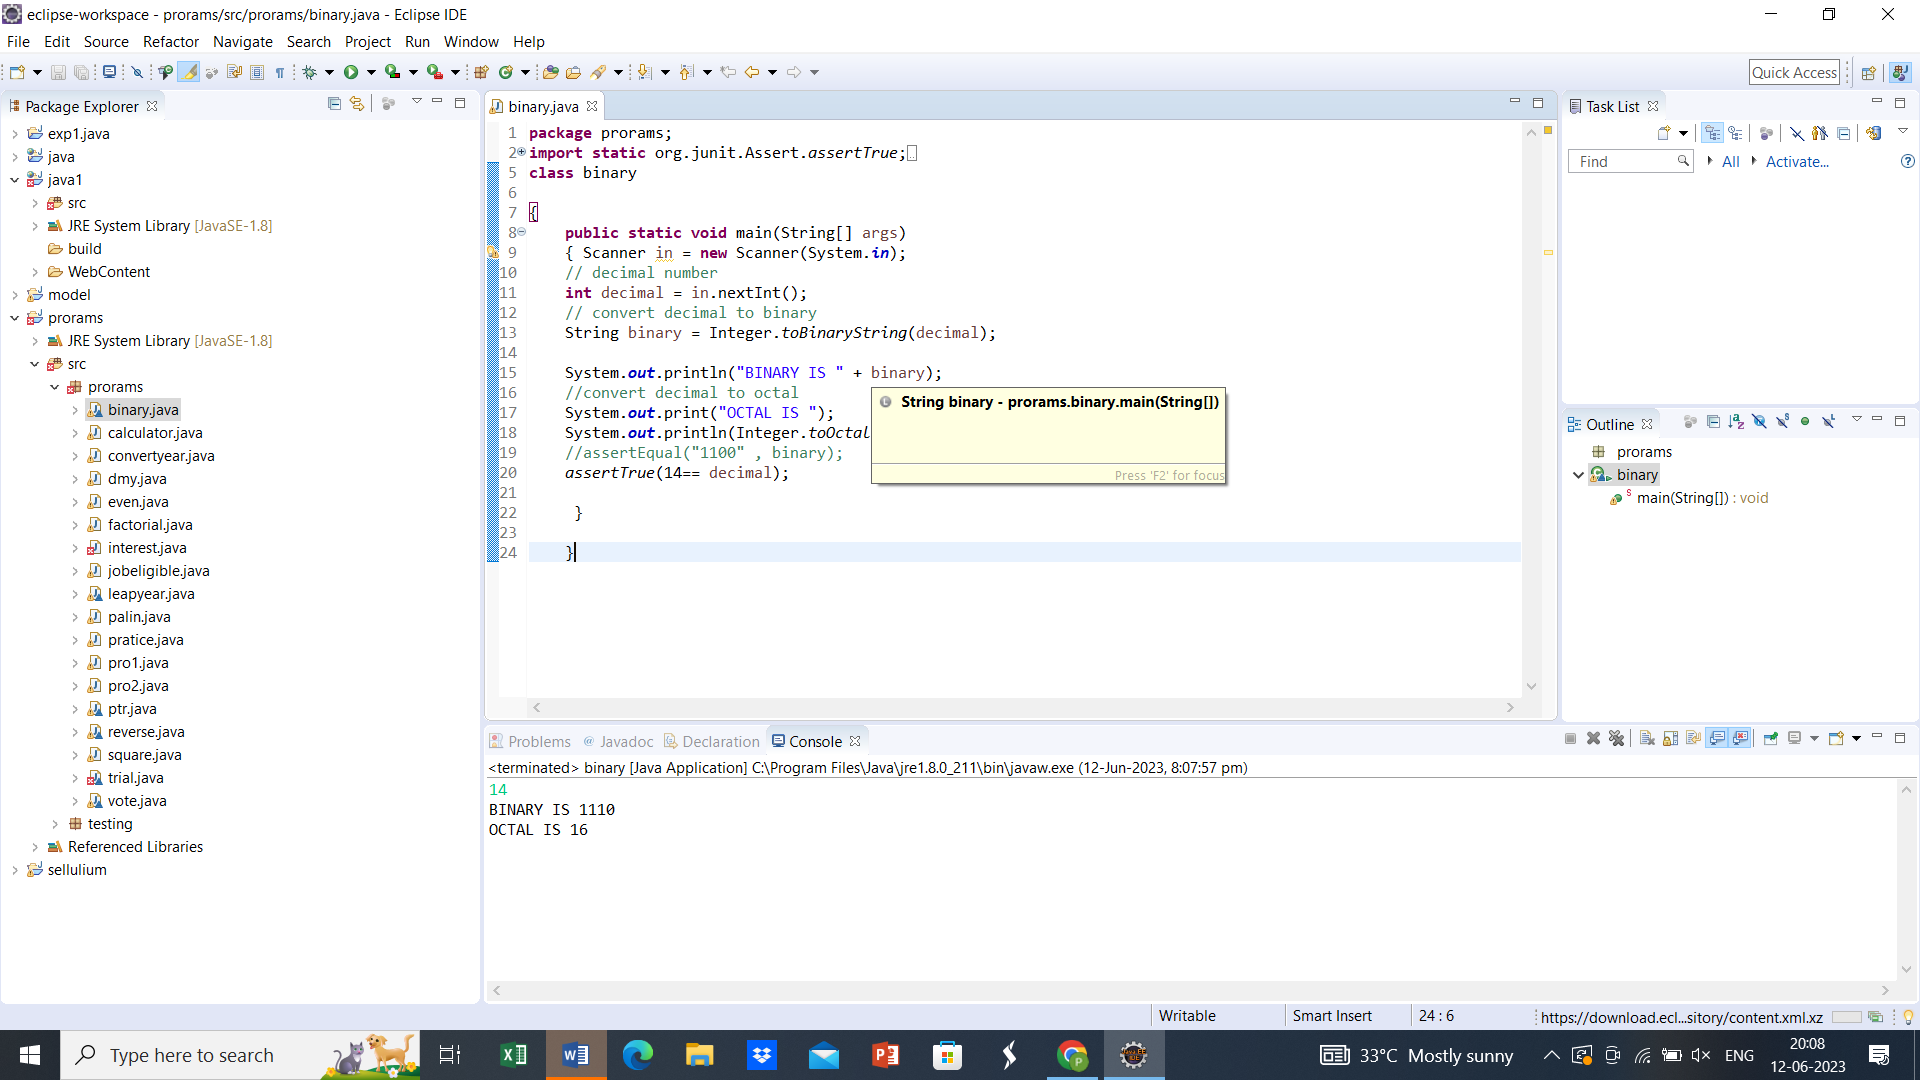 eclipse-workspace - prorams/src/prorams/binary.java - Eclipse IDE
File Edit Source Refactor Navigate Search Project Run Window Help
Quick Access
Package Explorer
exp1.java
java
java1
src
JRE System Library [JavaSE-1.8]
build
WebContent
model
prorams
JRE System Library [JavaSE-1.8]
src
prorams
binary.java
calculator.java
convertyear.java
dmy.java
even.java
factorial.java
interest.java
jobeligible.java
leapyear.java
palin.java
pratice.java
pro1.java
pro2.java
ptr.java
reverse.java
square.java
trial.java
vote.java
testing
Referenced Libraries
sellulium
binary.java
1 package prorams;
2 import static org.junit.Assert.assertTrue;
5 class binary
6
7 {
8 public static void main(String[] args)
9 { Scanner in = new Scanner(System.in);
10 // decimal number
11 int decimal = in.nextInt();
12 // convert decimal to binary
13 String binary = Integer.toBinaryString(decimal);
14
15 System.out.println("BINARY IS " + binary);
16 //convert decimal to octal
17 System.out.print("OCTAL IS ");
18 System.out.println(Integer.toOctal
19 //assertEqual("1100" , binary);
20 assertTrue(14== decimal);
21
22 }
23
24 }
String binary - prorams.binary.main(String[])
Press 'F2' for focus
Task List
Find All Activate...
Outline
prorams
binary
main(String[]) : void
Problems @ Javadoc Declaration Console
<terminated> binary [Java Application] C:\Program Files\Java\jre1.8.0_211\bin\javaw.exe (12-Jun-2023, 8:07:57 pm)
14
BINARY IS 1110
OCTAL IS 16
Writable Smart Insert 24 : 6 https://download.ecl...sitory/content.xml.xz
Type here to search
33°C Mostly sunny
ENG
20:08
12-06-2023